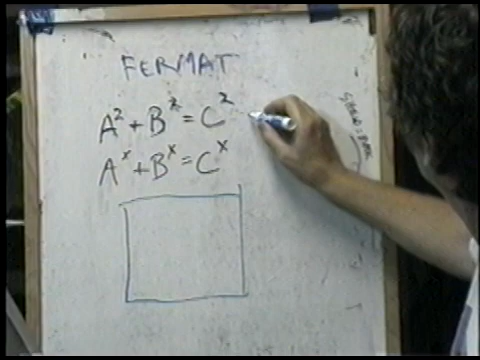 FERMAT
A² + B² = C²
Aˣ + Bˣ = Cˣ